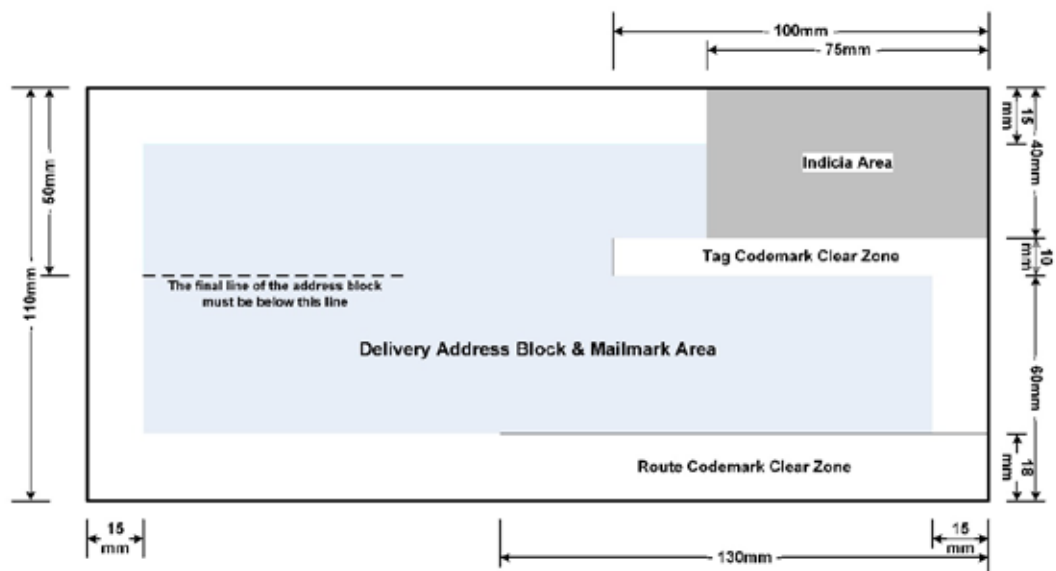 100mm
75mm
15
mm
40mm
Indicia Area
50mm
10
mm
Tag Codemark Clear Zone
The final line of the address block
must be below this line
110mm
Delivery Address Block & Mailmark Area
60mm
Route Codemark Clear Zone
18
mm
15
mm
15
mm
130mm